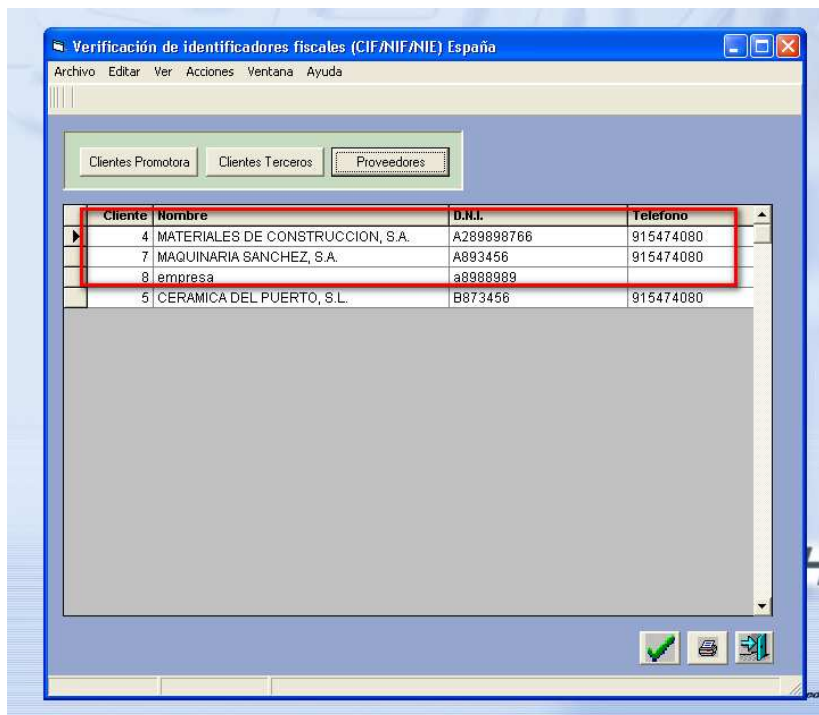 Verificación de identificadores fiscales (CIF/NIF/NIE) España
Archivo Editar Ver Acciones Ventana Ayuda
Clientes Promotora Clientes Terceros Proveedores
Cliente Nombre D.N.I. Telefono
4 MATERIALES DE CONSTRUCCION, S.A. A289898766 915474080
7 MAQUINARIA SANCHEZ, S.A. A893456 915474080
8 empresa a8988989
5 CERAMICA DEL PUERTO, S.L. B873456 915474080